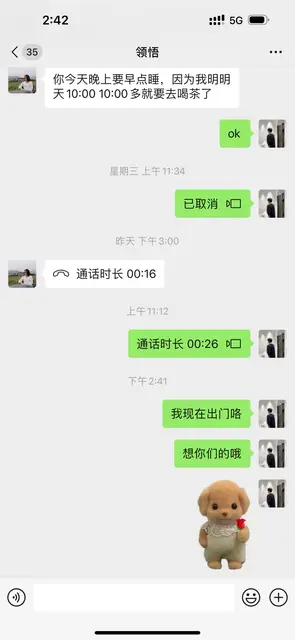 2:42
5G
35
领悟
你今天晚上要早点睡，因为我明明
天10:00 10:00多就要去喝茶了
ok
星期三 上午11:34
已取消
昨天 下午3:00
通话时长 00:16
上午11:12
通话时长 00:26
下午2:41
我现在出门咯
想你们的哦